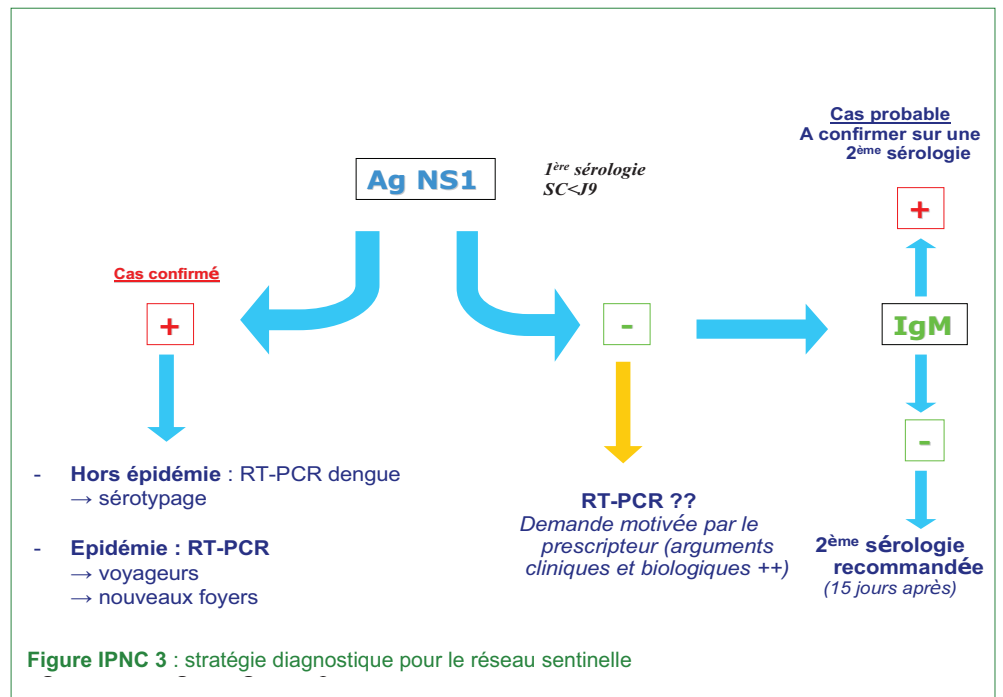 Cas probable
A confirmer sur une
2ème sérologie
Ag NS1
1ère sérologie
SC<J9
+
Cas confirmé
+
-
IgM
-
- Hors épidémie : RT-PCR dengue
→ sérotypage
- Epidémie : RT-PCR
→ voyageurs
→ nouveaux foyers
RT-PCR ??
Demande motivée par le
prescripteur (arguments
cliniques et biologiques ++)
2ème sérologie
recommandée
(15 jours après)
Figure IPNC 3 : stratégie diagnostique pour le réseau sentinelle